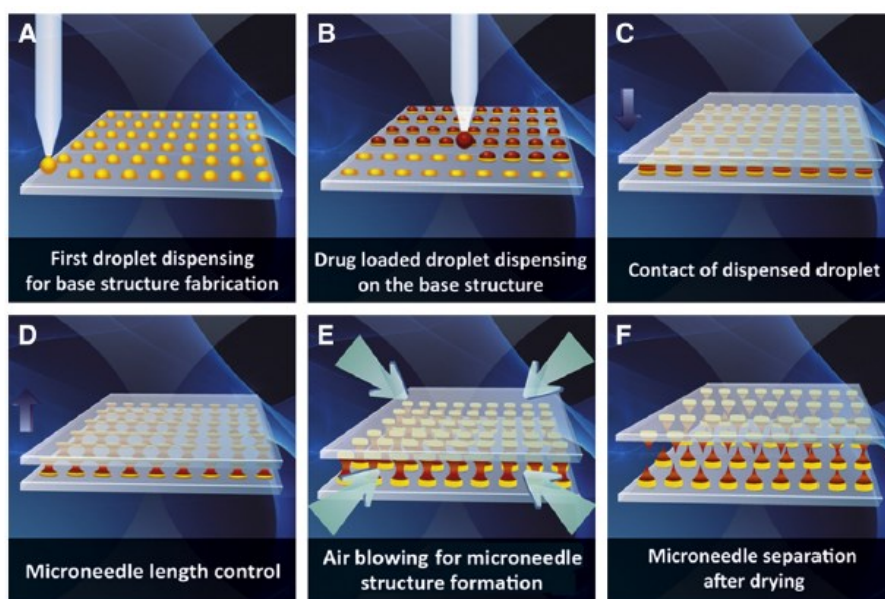 A
First droplet dispensing
for base structure fabrication
B
Drug loaded droplet dispensing
on the base structure
C
Contact of dispensed droplet
D
Microneedle length control
E
Air blowing for microneedle
structure formation
F
Microneedle separation
after drying